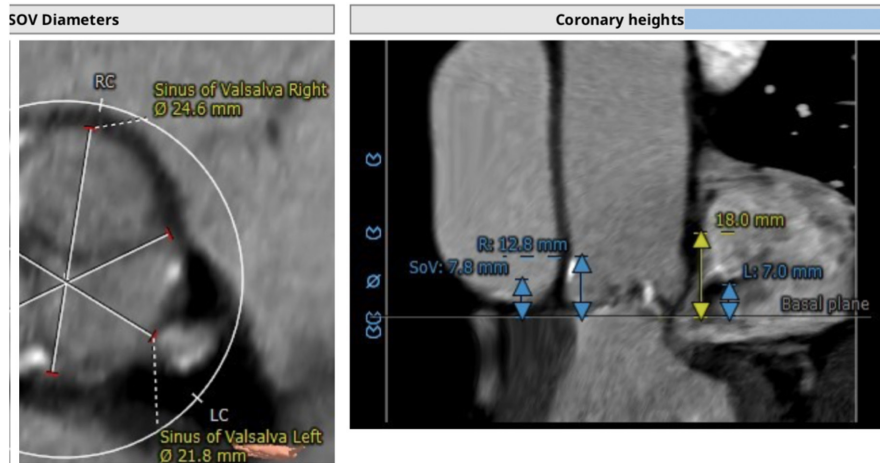 SOV Diameters
RC
Sinus of Valsalva Right
Ø 24.6 mm
LC
Sinus of Valsalva Left
Ø 21.8 mm
Coronary heights
18.0 mm
R: 12.8 mm
SoV: 7.8 mm
L: 7.0 mm
Basal plane